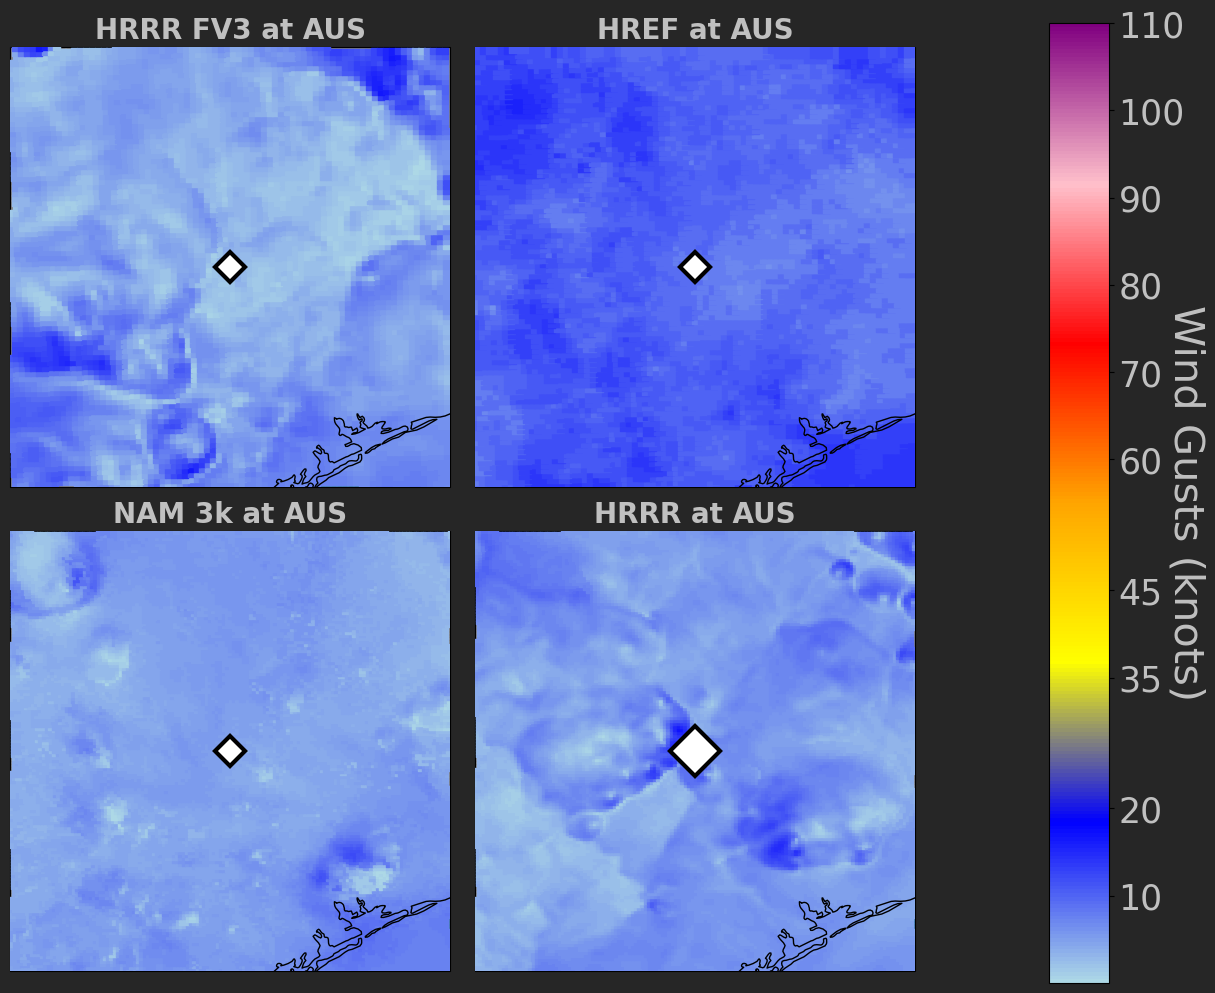 HRRR FV3 at AUS
HREF at AUS
NAM 3k at AUS
HRRR at AUS
110
100
90
80
70
60
45
35
20
10
Wind Gusts (knots)